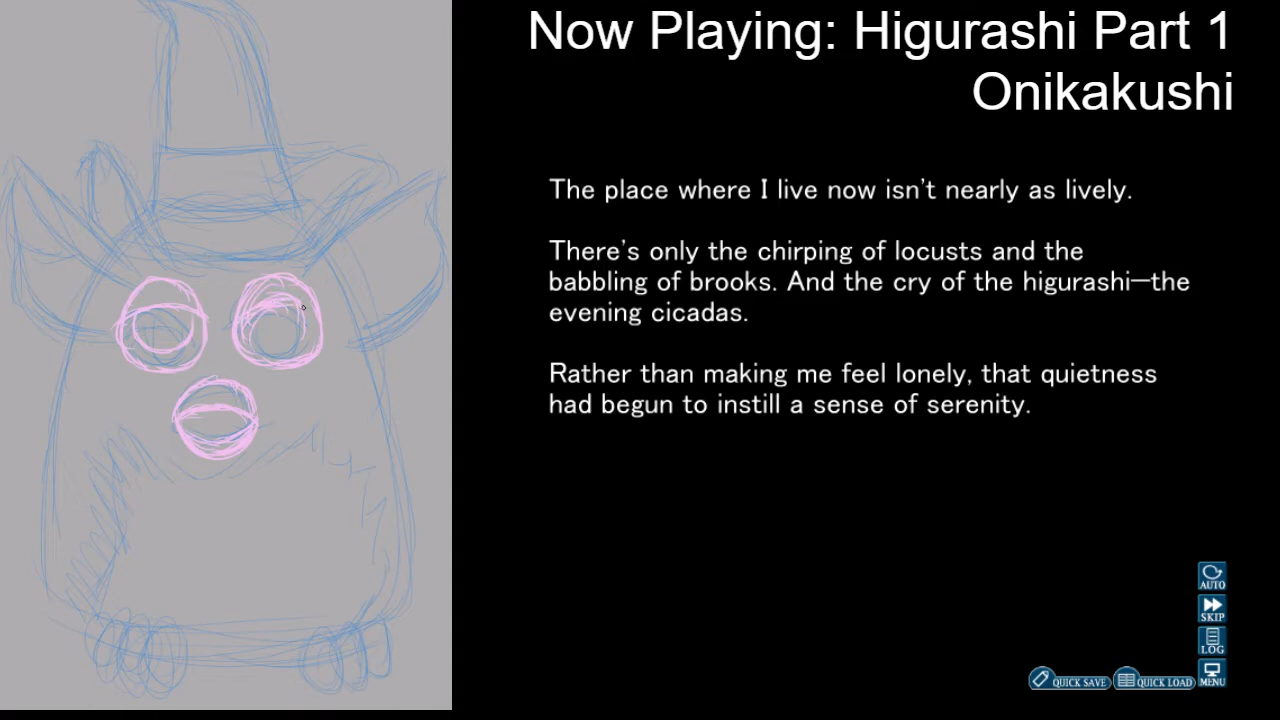 Now Playing: Higurashi Part 1
Onikakushi
The place where I live now isn't nearly as lively.
There's only the chirping of locusts and the
babbling of brooks. And the cry of the higurashi—the
evening cicadas.
Rather than making me feel lonely, that quietness
had begun to instill a sense of serenity.
AUTO
SKIP
LOG
QUICK SAVE QUICK LOAD MENU